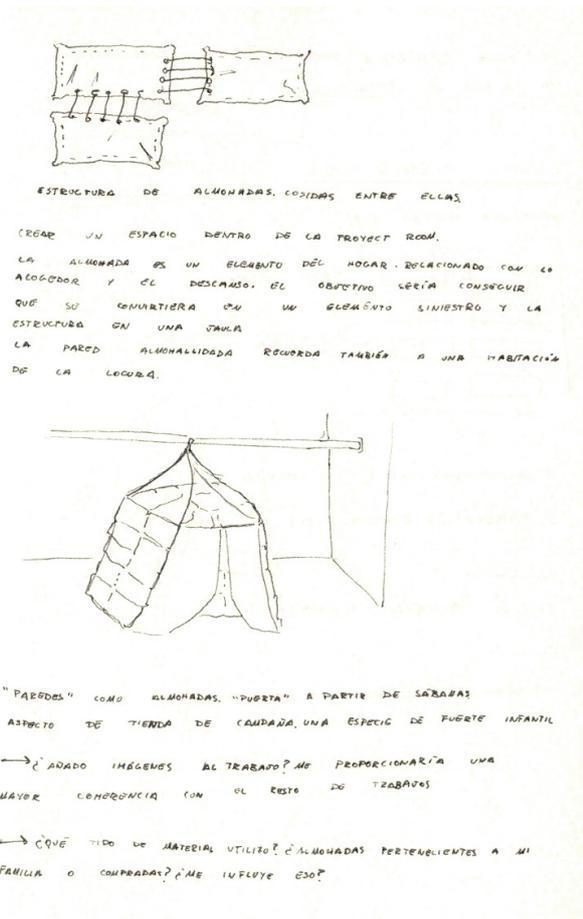 ESTRUCTURA DE ALMOHADAS. COSIDAS ENTRE ELLAS.
CREAR UN ESPACIO DENTRO DE LA PROYECT ROOM.
LA ALMOHADA ES UN ELEMENTO DEL HOGAR. RELACIONADO CON LO
ACOGEDOR Y EL DESCANSO. EL OBJETIVO SERÍA CONSEGUIR
QUE SE CONVIRTIERA EN UN ELEMENTO SINIESTRO Y LA
ESTRUCTURA EN UNA JAULA
LA PARED ALMOHALLIDADA RECUERDA TAMBIÉN A UNA HABITACIÓN
DE LA LOCURA.
"PAREDES" COMO ALMOHADAS. "PUERTA" A PARTIR DE SÁBANAS
ASPECTO DE TIENDA DE CAMPAÑA. UNA ESPECIE DE FUERTE INFANTIL
→ ¿AÑADO IMÁGENES AL TRABAJO? ME PROPORCIONARÍA UNA
MAYOR COHERENCIA CON EL RESTO DE TRABAJOS
→ ¿QUÉ TIPO DE MATERIAL UTILIZO? ¿ALMOHADAS PERTENECIENTES A MI
FAMILIA O COMPRADAS? ¿ME INFLUYE ESO?